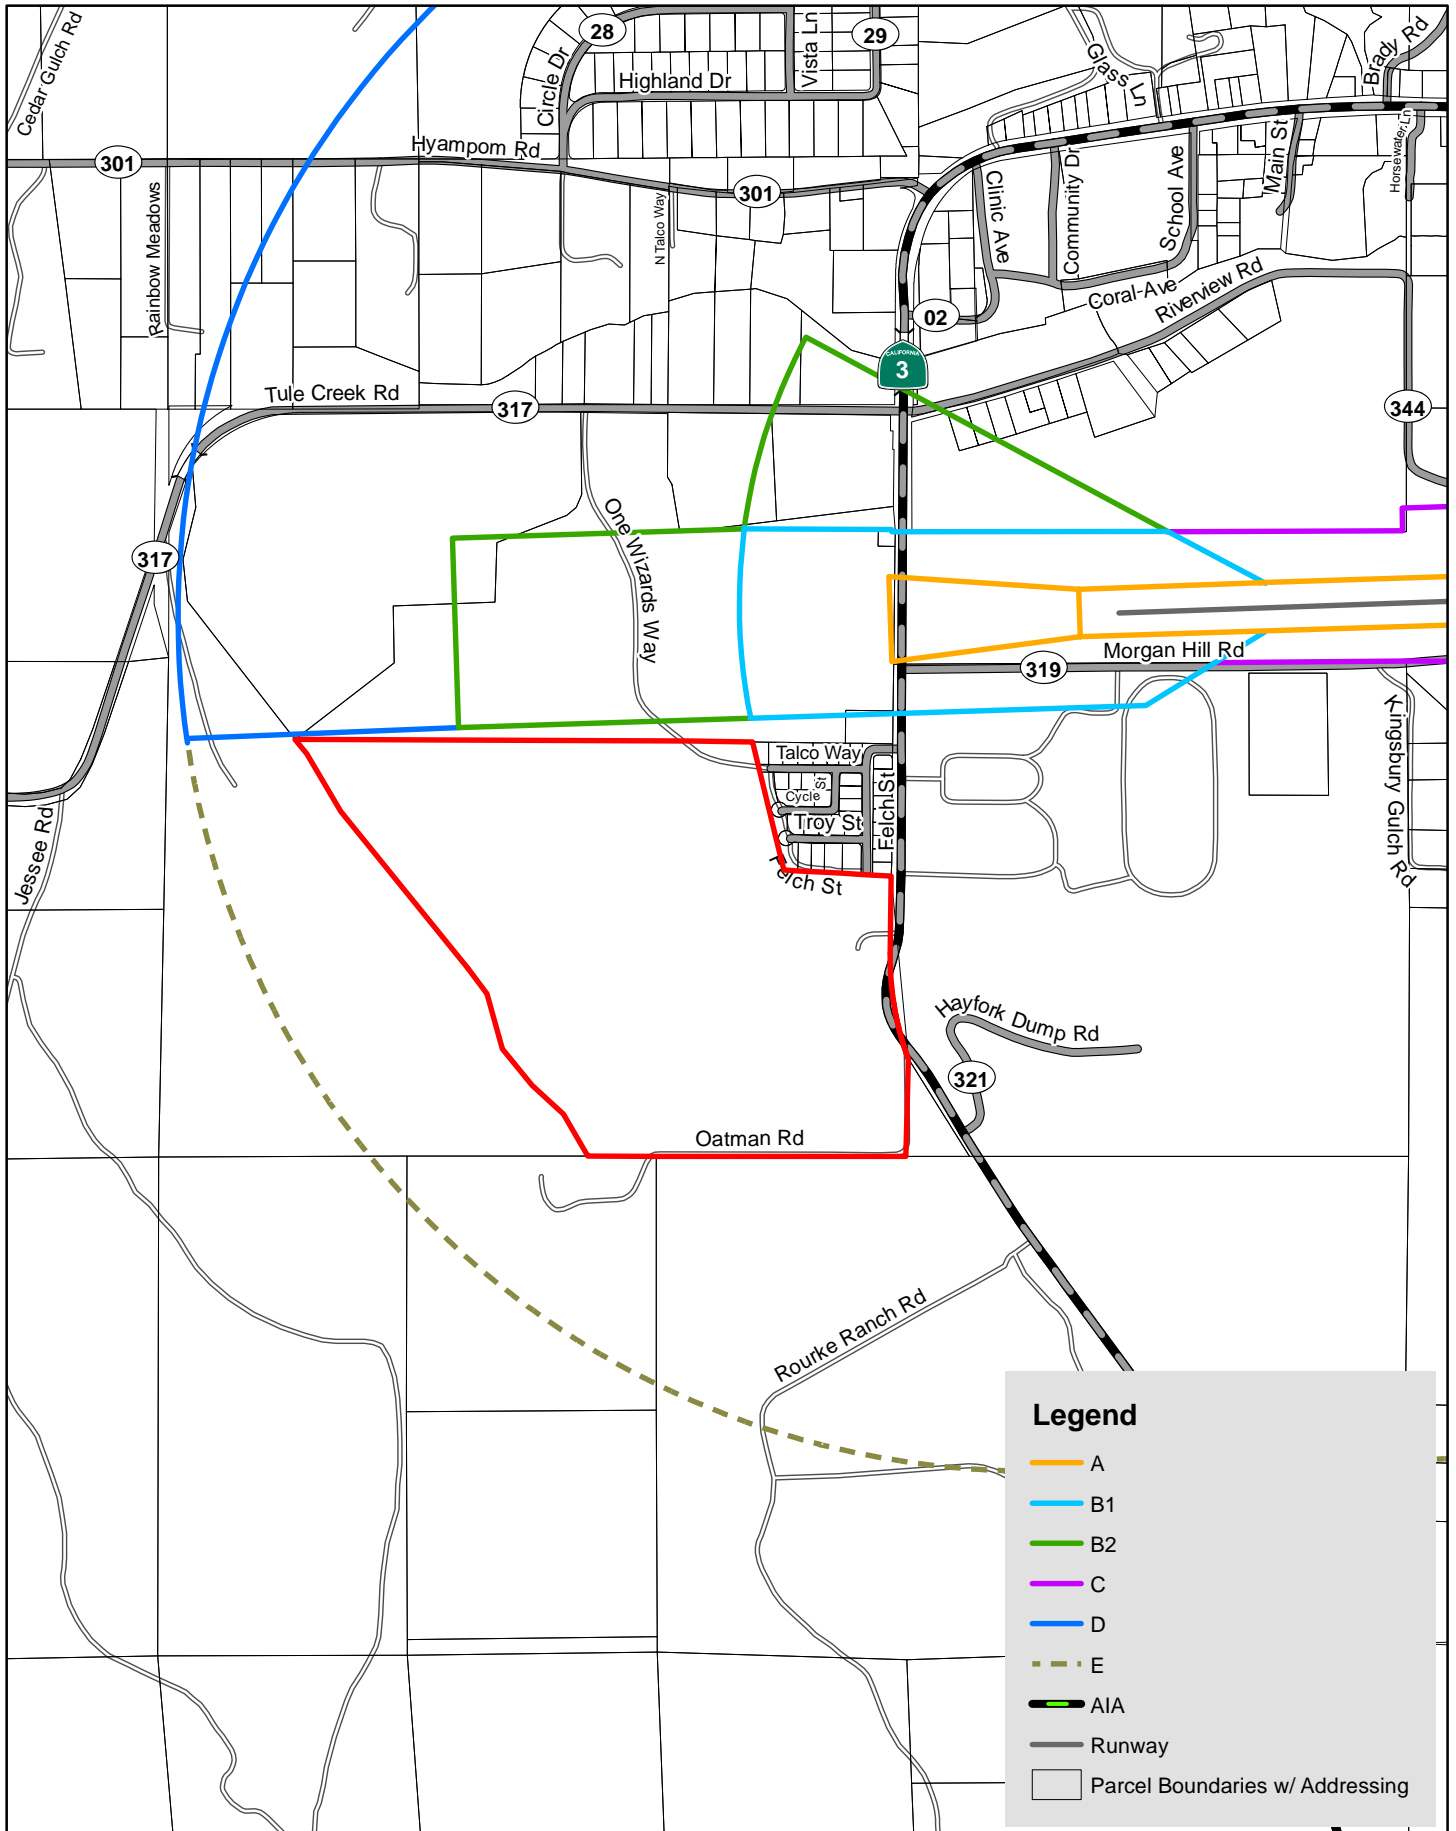 Cedar Gulch Rd
28
29
Circle Dr
Vista Ln
Highland Dr
Glass Ln
Brady Rd
Hyampom Rd
301
301
Rainbow Meadows
N Talco Way
Clinic Ave
Community Dr
School Ave
Main St
Horsewater Ln
Coral Ave
Riverview Rd
02
CALIFORNIA
3
Tule Creek Rd
317
344
317
One Wizards Way
Morgan Hill Rd
319
Talco Way
Cycle St
Troy St
Felch St
Felch St
Kingsbury Gulch Rd
Jessee Rd
Hayfork Dump Rd
321
Oatman Rd
Rourke Ranch Rd
Legend
A
B1
B2
C
D
E
AIA
Runway
Parcel Boundaries w/ Addressing